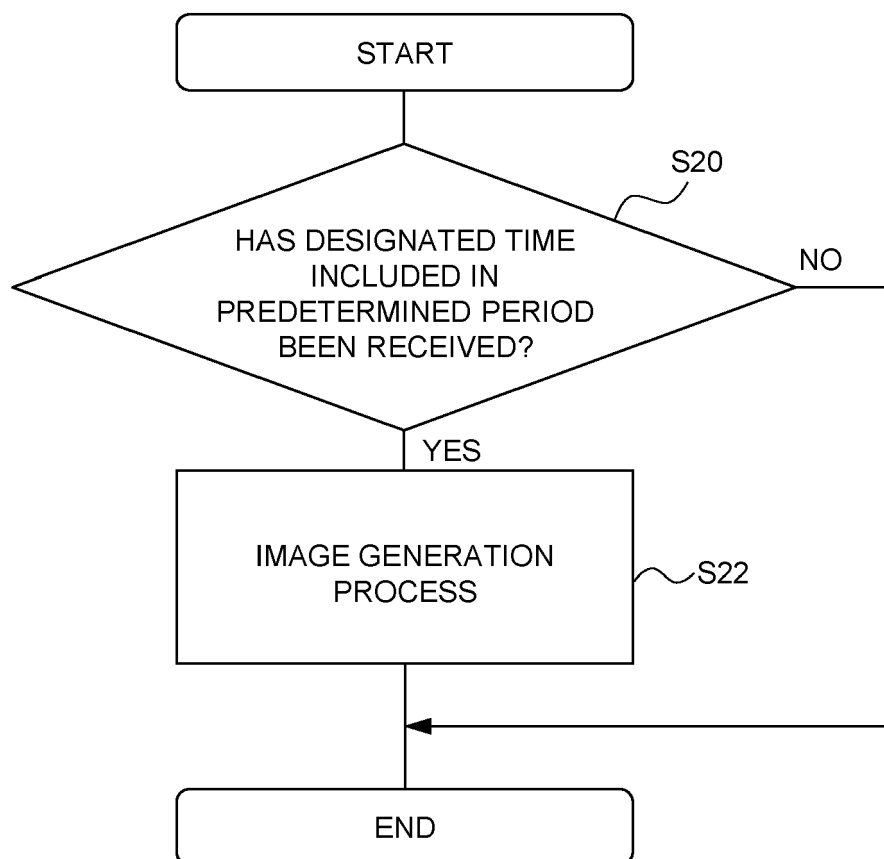 START
S20
HAS DESIGNATED TIME
INCLUDED IN
PREDETERMINED PERIOD
BEEN RECEIVED?
NO
YES
IMAGE GENERATION
PROCESS
S22
END